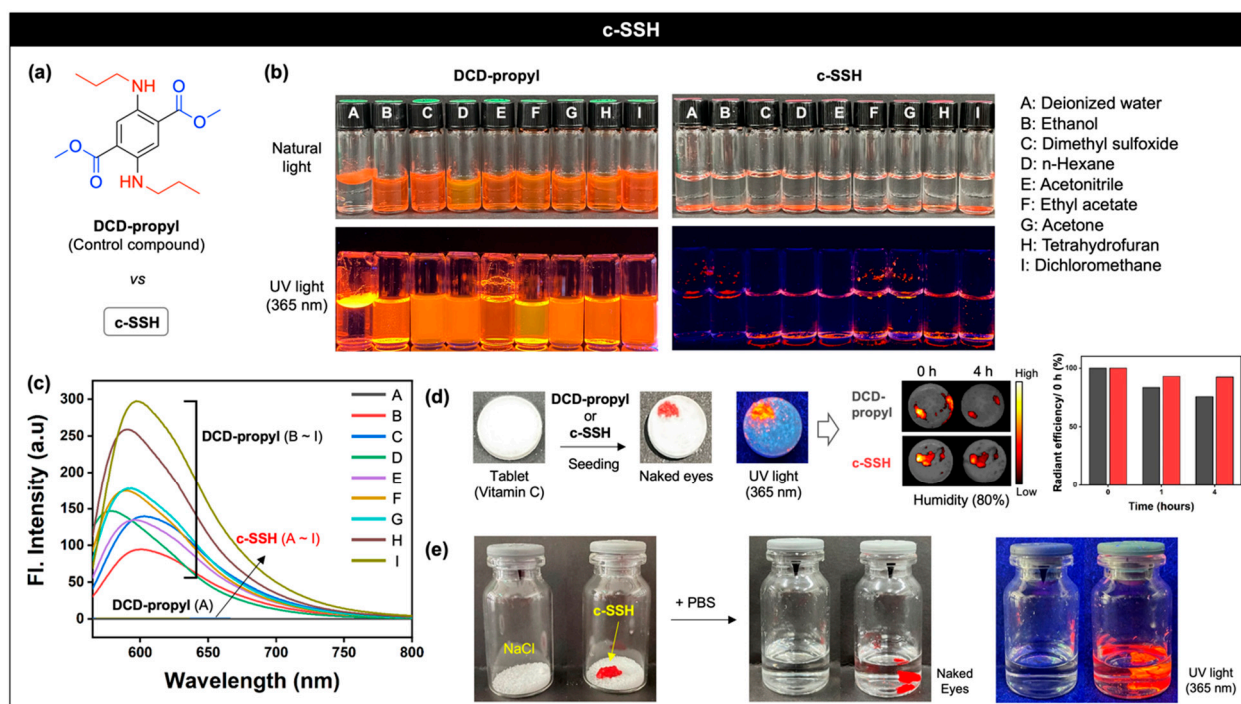 c-SSH
(a)
NH
O
O
O
O
HN
DCD-propyl
(Control compound)
vs
c-SSH
(b)
DCD-propyl
c-SSH
Natural
light
A B C D E F G H I
A B C D E F G H I
UV light
(365 nm)
A: Deionized water
B: Ethanol
C: Dimethyl sulfoxide
D: n-Hexane
E: Acetonitrile
F: Ethyl acetate
G: Acetone
H: Tetrahydrofuran
I: Dichloromethane
(c)
Fl. Intensity (a.u)
300
250
200
150
100
50
0
600 650 700 750 800
Wavelength (nm)
DCD-propyl (B ~ I)
c-SSH (A ~ I)
DCD-propyl (A)
A
B
C
D
E
F
G
H
I
(d)
Tablet
(Vitamin C)
DCD-propyl
or
c-SSH
Seeding
Naked eyes
UV light
(365 nm)
0 h 4 h
DCD-
propyl
c-SSH
Humidity (80%)
High
Low
Radiant efficiency/ 0 h (%)
100
50
0
0 1 4
Time (hours)
(e)
NaCl
c-SSH
+ PBS
Naked
Eyes
UV light
(365 nm)